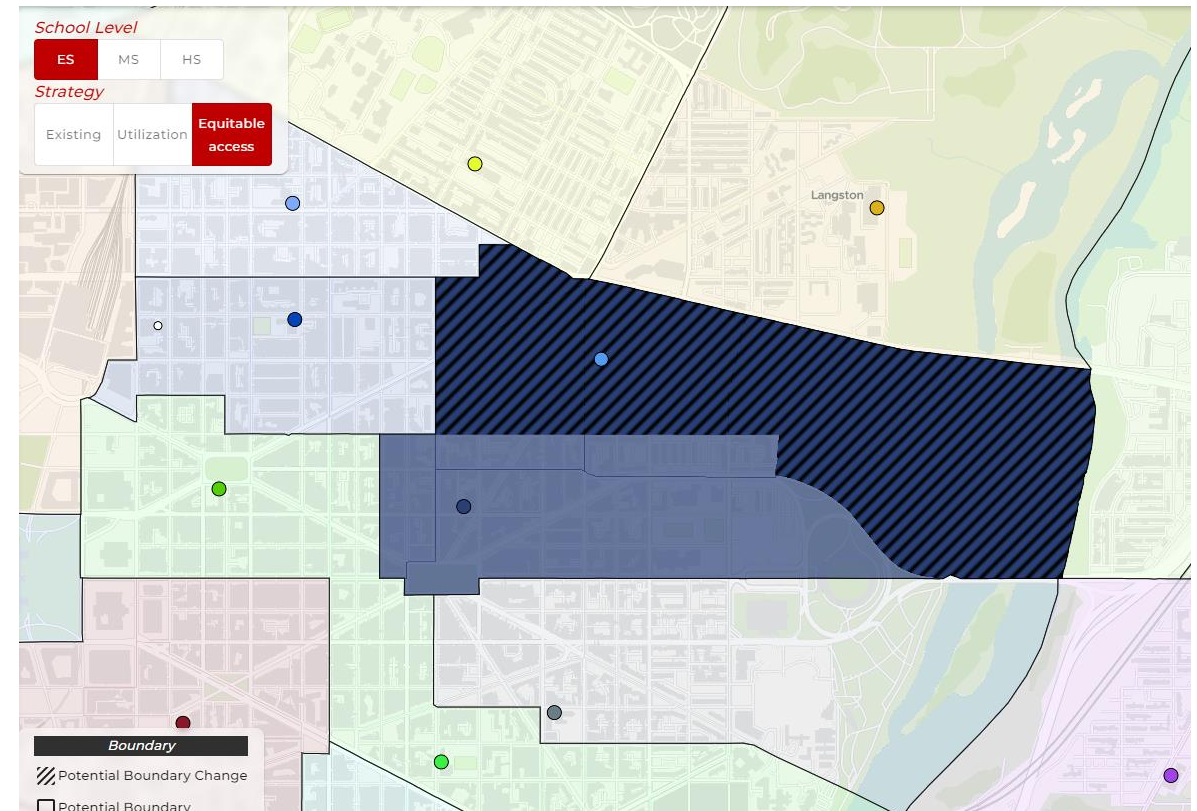 School Level
ES MS HS
Strategy
Existing Utilization Equitable
access
Langston
Boundary
Potential Boundary Change
Potential Boundary